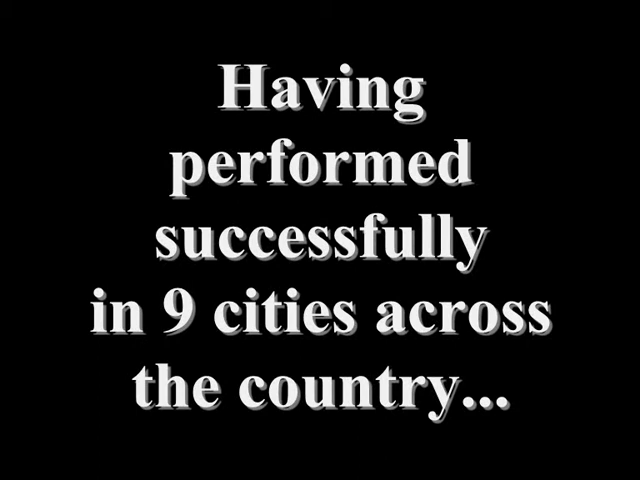 Having
performed
successfully
in 9 cities across
the country...